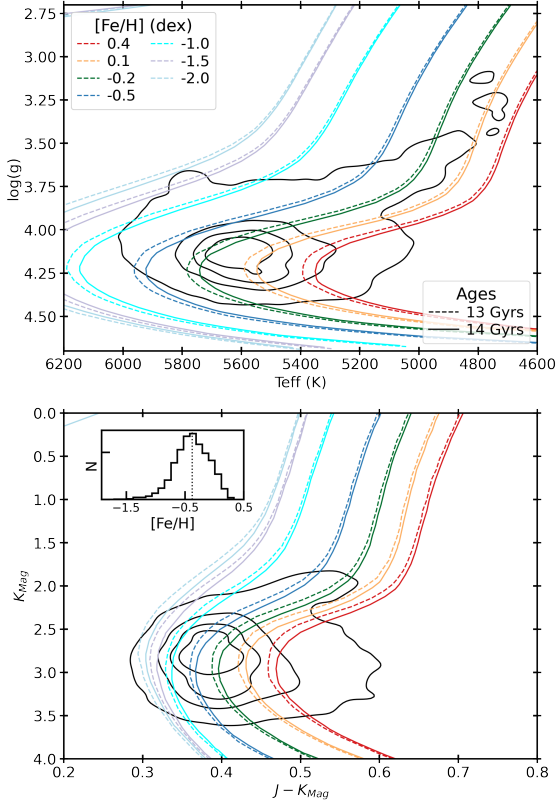 2.75
3.00
3.25
3.50
3.75
4.00
4.25
4.50
log(g)
[Fe/H] (dex)
0.4
0.1
-0.2
-0.5
-1.0
-1.5
-2.0
Ages
13 Gyrs
14 Gyrs
6200 6000 5800 5600 5400 5200 5000 4800 4600
Teff (K)
0.0
0.5
1.0
1.5
2.0
2.5
3.0
3.5
4.0
K_Mag
N
−1.5 −0.5 0.5
[Fe/H]
0.2 0.3 0.4 0.5 0.6 0.7 0.8
J − K_Mag